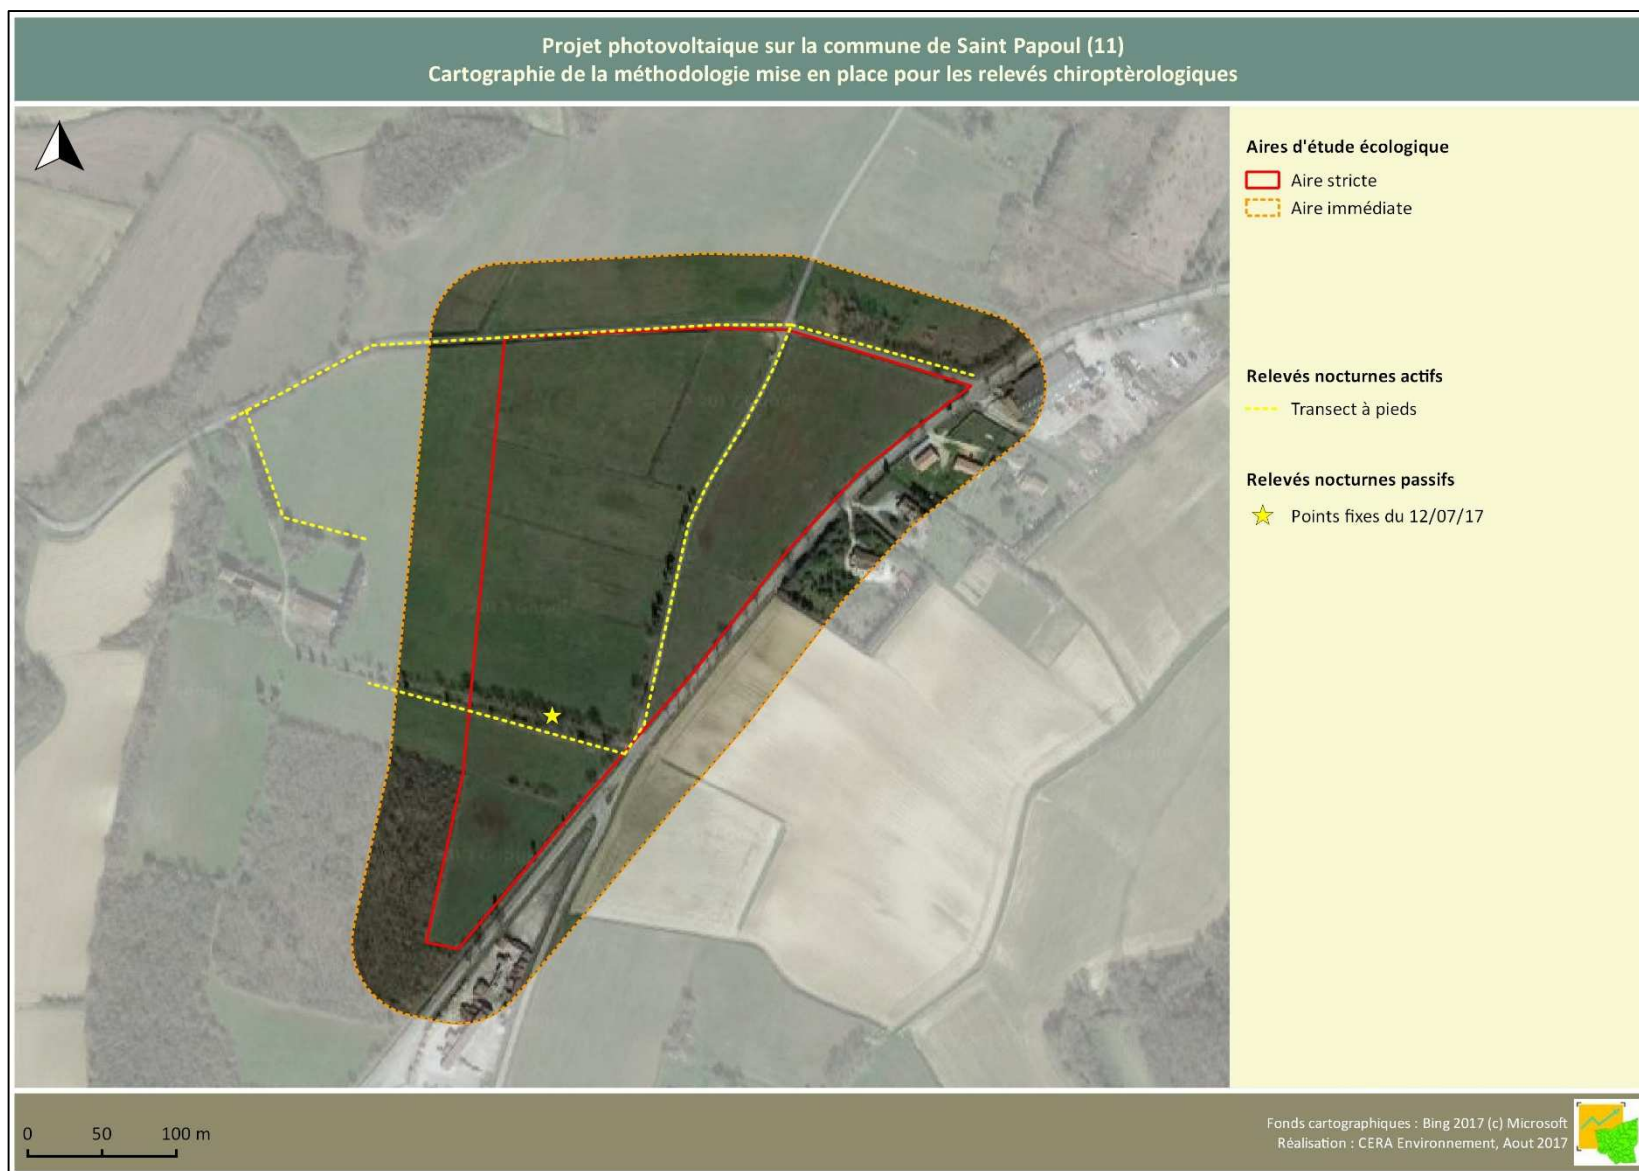 Projet photovoltaique sur la commune de Saint Papoul (11)
Cartographie de la méthodologie mise en place pour les relevés chiroptèrologiques
Aires d'étude écologique
Aire stricte
Aire immédiate
Relevés nocturnes actifs
Transect à pieds
Relevés nocturnes passifs
Points fixes du 12/07/17
0 50 100 m
Fonds cartographiques : Bing 2017 (c) Microsoft
Réalisation : CERA Environnement, Aout 2017